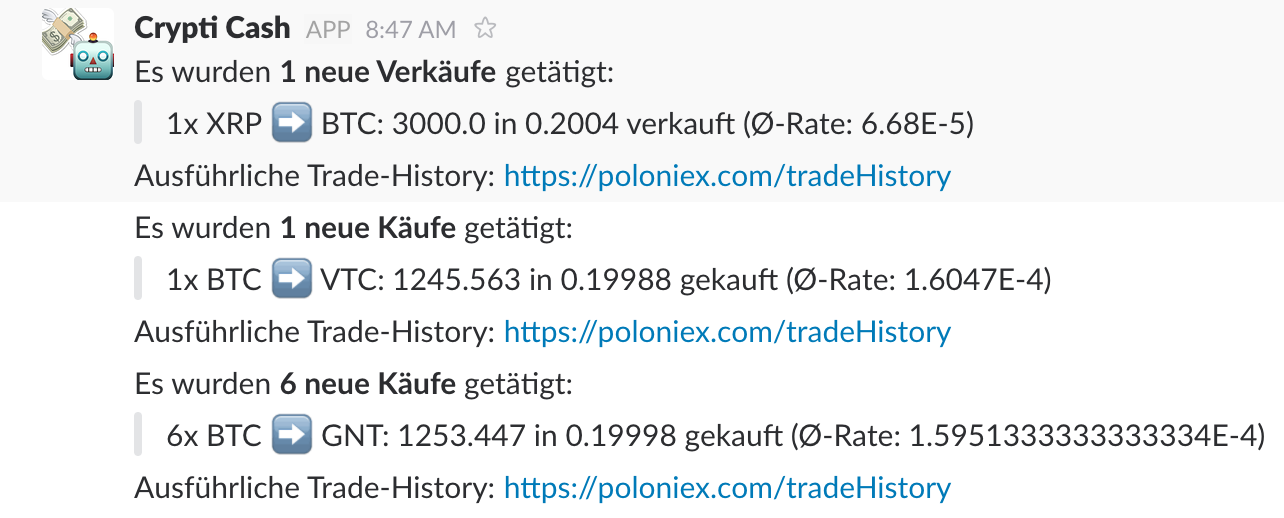 Crypti Cash APP 8:47 AM
Es wurden 1 neue Verkäufe getätigt:
1x XRP ➡ BTC: 3000.0 in 0.2004 verkauft (Ø-Rate: 6.68E-5)
Ausführliche Trade-History: https://poloniex.com/tradeHistory
Es wurden 1 neue Käufe getätigt:
1x BTC ➡ VTC: 1245.563 in 0.19988 gekauft (Ø-Rate: 1.6047E-4)
Ausführliche Trade-History: https://poloniex.com/tradeHistory
Es wurden 6 neue Käufe getätigt:
6x BTC ➡ GNT: 1253.447 in 0.19998 gekauft (Ø-Rate: 1.5951333333333334E-4)
Ausführliche Trade-History: https://poloniex.com/tradeHistory